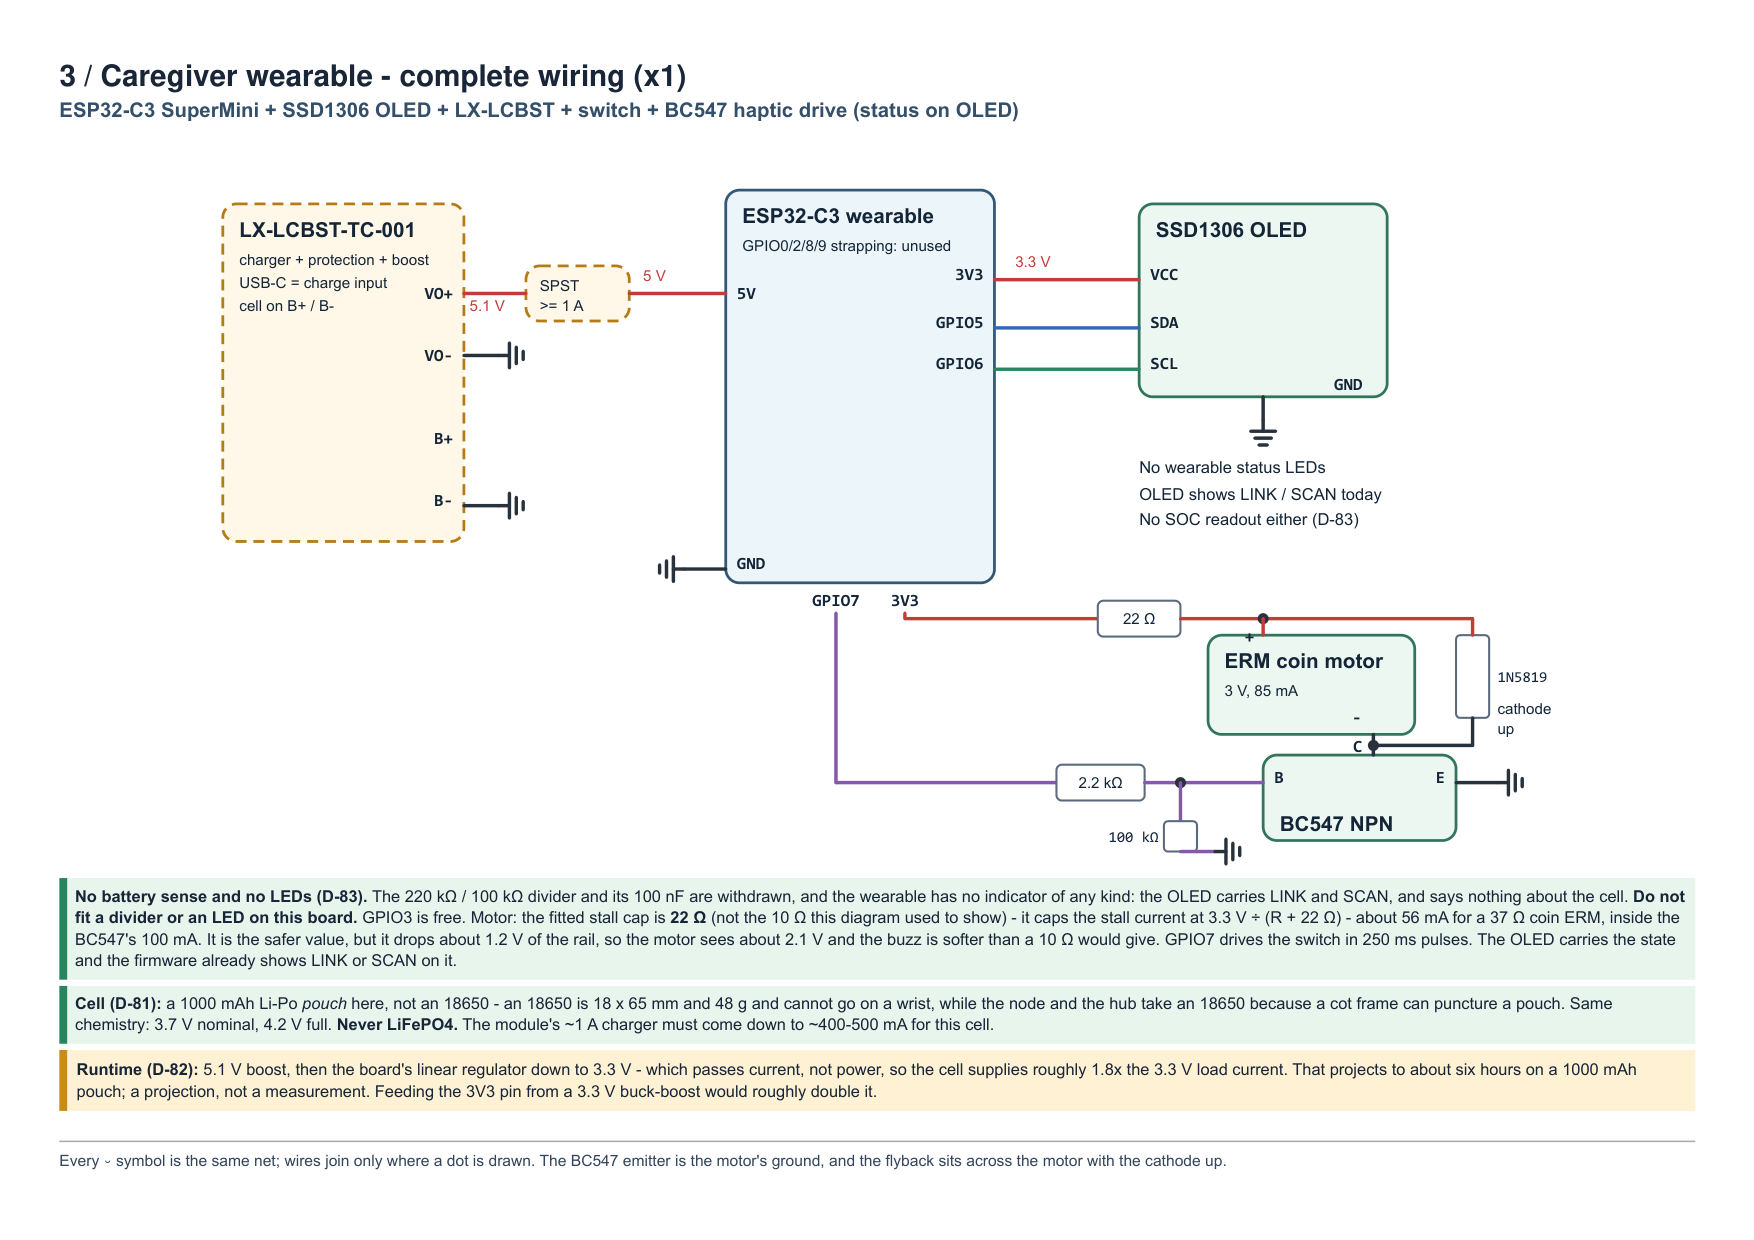 3 / Caregiver wearable - complete wiring (x1)
ESP32-C3 SuperMini + SSD1306 OLED + LX-LCBST + switch + BC547 haptic drive (status on OLED)
LX-LCBST-TC-001
charger + protection + boost
USB-C = charge input
cell on B+ / B-
VO+
5.1 V
VO-
B+
B-
SPST
>= 1 A
5 V
ESP32-C3 wearable
GPIO0/2/8/9 strapping: unused
5V
3V3
GPIO5
GPIO6
GND
GPIO7
3V3
3.3 V
SSD1306 OLED
VCC
SDA
SCL
GND
No wearable status LEDs
OLED shows LINK / SCAN today
No SOC readout either (D-83)
22 Ω
+
ERM coin motor
3 V, 85 mA
-
1N5819
cathode
up
C
2.2 kΩ
B
E
BC547 NPN
100 kΩ
No battery sense and no LEDs (D-83). The 220 kΩ / 100 kΩ divider and its 100 nF are withdrawn, and the wearable has no indicator of any kind: the OLED carries LINK and SCAN, and says nothing about the cell. Do not
fit a divider or an LED on this board. GPIO3 is free. Motor: the fitted stall cap is 22 Ω (not the 10 Ω this diagram used to show) - it caps the stall current at 3.3 V ÷ (R + 22 Ω) - about 56 mA for a 37 Ω coin ERM, inside the
BC547's 100 mA. It is the safer value, but it drops about 1.2 V of the rail, so the motor sees about 2.1 V and the buzz is softer than a 10 Ω would give. GPIO7 drives the switch in 250 ms pulses. The OLED carries the state
and the firmware already shows LINK or SCAN on it.
Cell (D-81): a 1000 mAh Li-Po pouch here, not an 18650 - an 18650 is 18 x 65 mm and 48 g and cannot go on a wrist, while the node and the hub take an 18650 because a cot frame can puncture a pouch. Same
chemistry: 3.7 V nominal, 4.2 V full. Never LiFePO4. The module's ~1 A charger must come down to ~400-500 mA for this cell.
Runtime (D-82): 5.1 V boost, then the board's linear regulator down to 3.3 V - which passes current, not power, so the cell supplies roughly 1.8x the 3.3 V load current. That projects to about six hours on a 1000 mAh
pouch; a projection, not a measurement. Feeding the 3V3 pin from a 3.3 V buck-boost would roughly double it.
Every ⏑ symbol is the same net; wires join only where a dot is drawn. The BC547 emitter is the motor's ground, and the flyback sits across the motor with the cathode up.